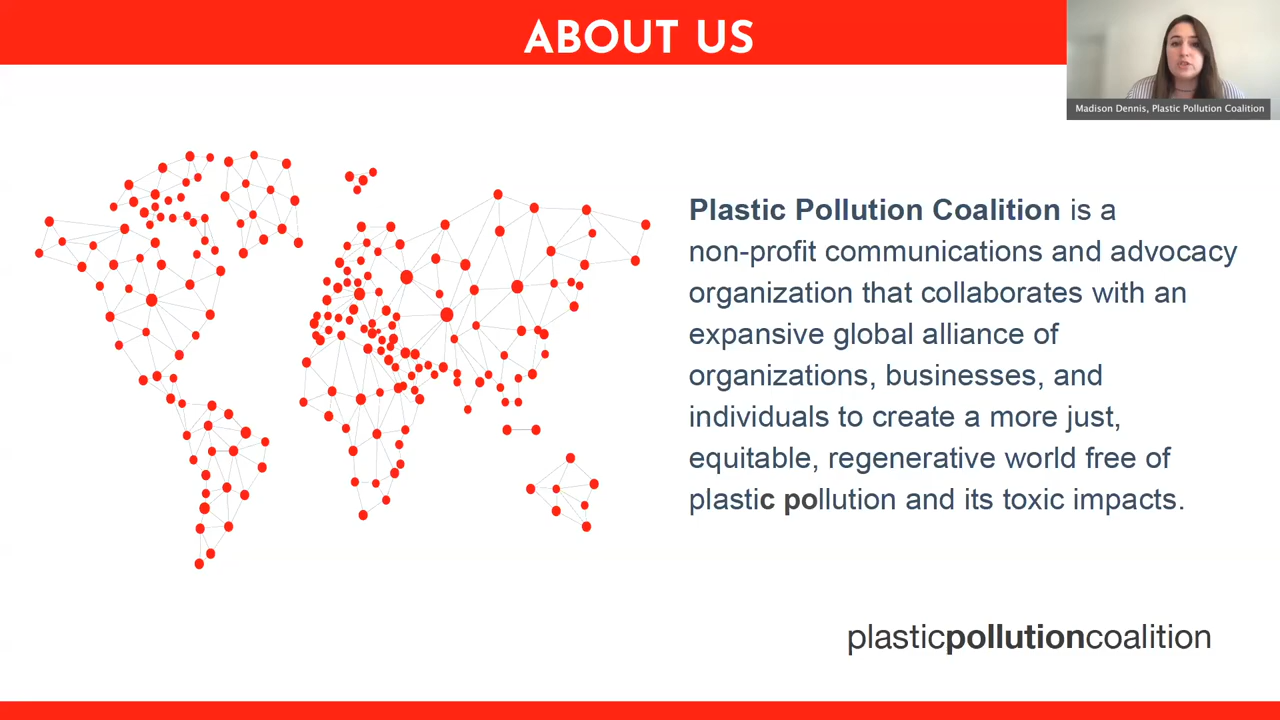 ABOUT US
Madison Dennis, Plastic Pollution Coalition
Plastic Pollution Coalition is a
non-profit communications and advocacy
organization that collaborates with an
expansive global alliance of
organizations, businesses, and
individuals to create a more just,
equitable, regenerative world free of
plastic pollution and its toxic impacts.
plasticpollutioncoalition